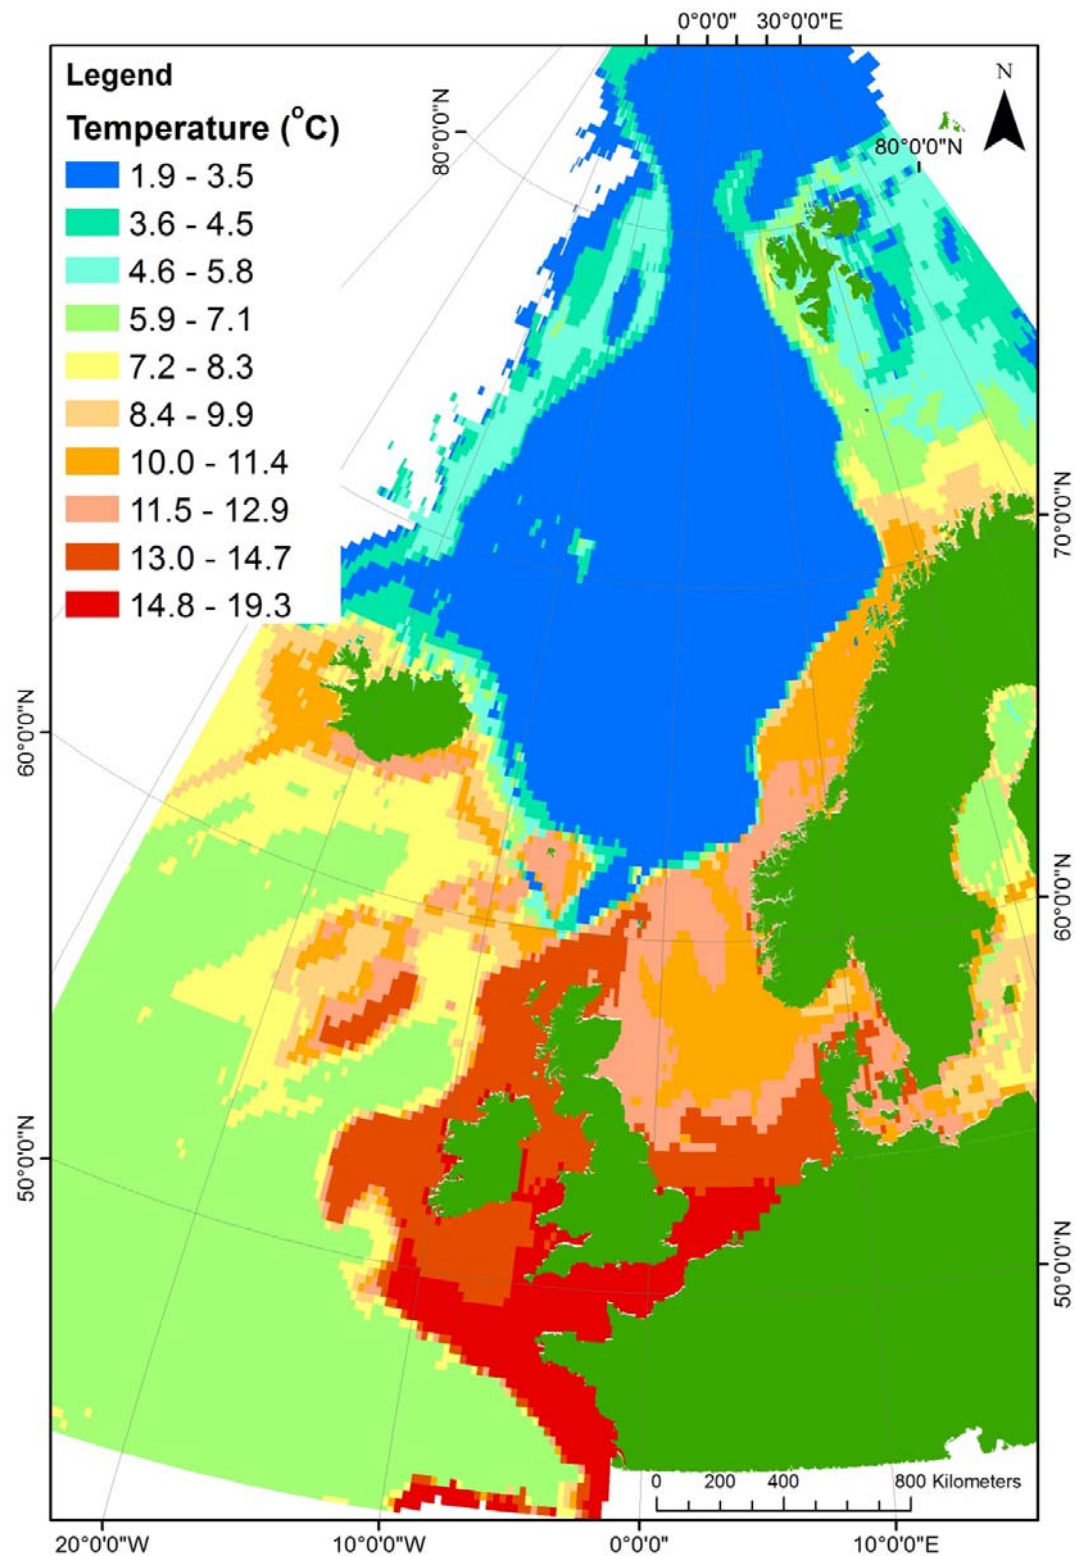 0°0'0" 30°0'0"E
Legend
Temperature (°C)
1.9 - 3.5
3.6 - 4.5
4.6 - 5.8
5.9 - 7.1
7.2 - 8.3
8.4 - 9.9
10.0 - 11.4
11.5 - 12.9
13.0 - 14.7
14.8 - 19.3
80°0'0"N
N
80°0'0"N
70°0'0"N
60°0'0"N
60°0'0"N
50°0'0"N
50°0'0"N
0 200 400 800 Kilometers
20°0'0"W 10°0'0"W 0°0'0" 10°0'0"E